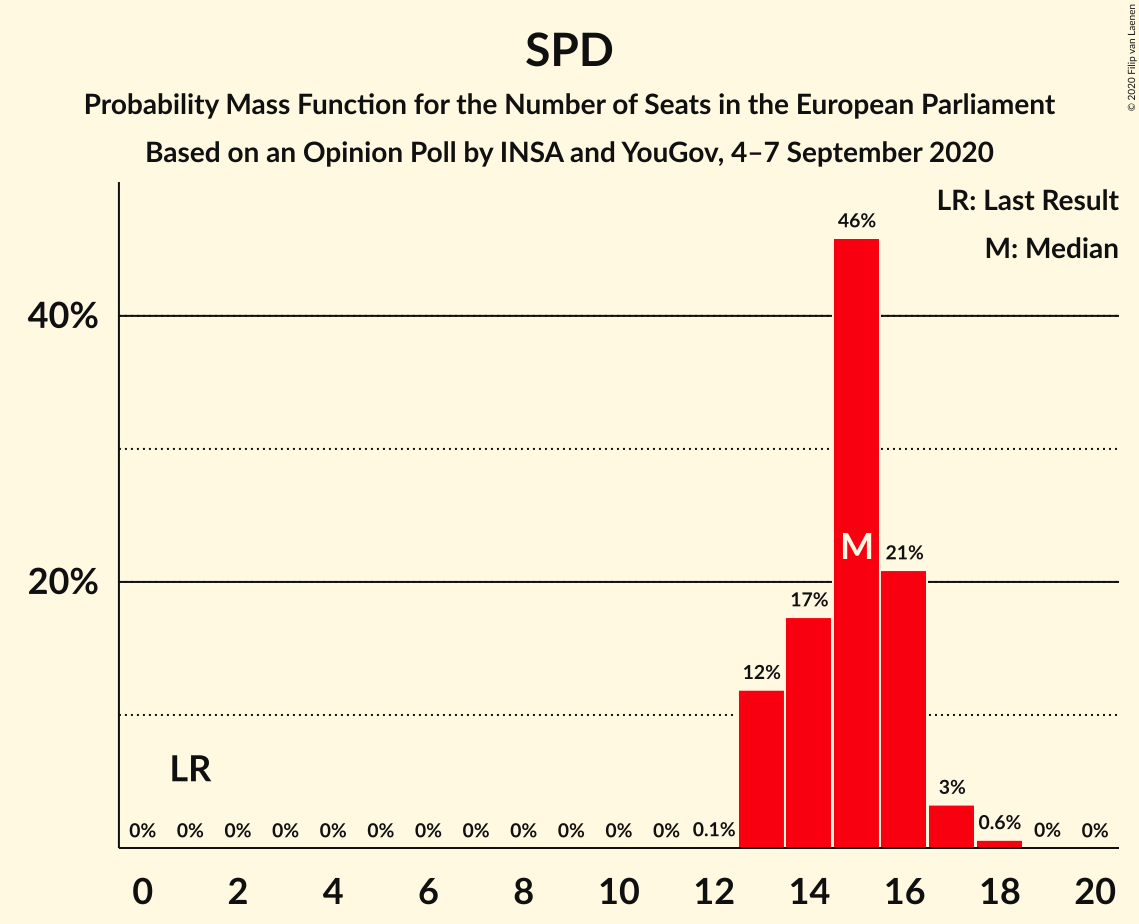 SPD
Probability Mass Function for the Number of Seats in the European Parliament
Based on an Opinion Poll by INSA and YouGov, 4–7 September 2020
© 2020 Filip van Laenen
LR: Last Result
M: Median
46%
40%
M
21%
20%
17%
12%
LR
3%
0% 0% 0% 0% 0% 0% 0% 0% 0% 0% 0% 0% 0.1% 0.6% 0% 0%
0 2 4 6 8 10 12 14 16 18 20